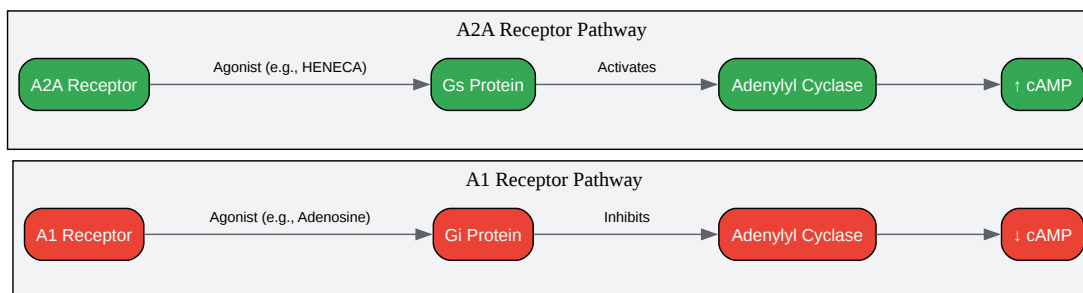 A2A Receptor Pathway
A2A Receptor
Agonist (e.g., HENECA)
Gs Protein
Activates
Adenylyl Cyclase
↑ cAMP
A1 Receptor Pathway
A1 Receptor
Agonist (e.g., Adenosine)
Gi Protein
Inhibits
Adenylyl Cyclase
↓ cAMP